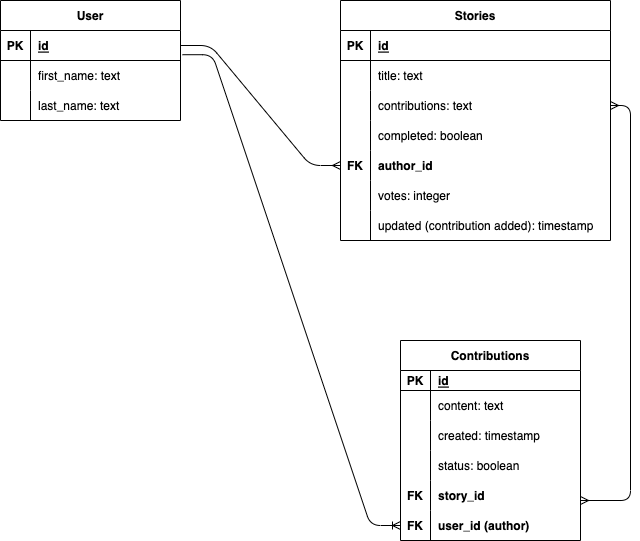 User
PK id
first_name: text
last_name: text
Stories
PK id
title: text
contributions: text
completed: boolean
FK author_id
votes: integer
updated (contribution added): timestamp
Contributions
PK id
content: text
created: timestamp
status: boolean
FK story_id
FK user_id (author)